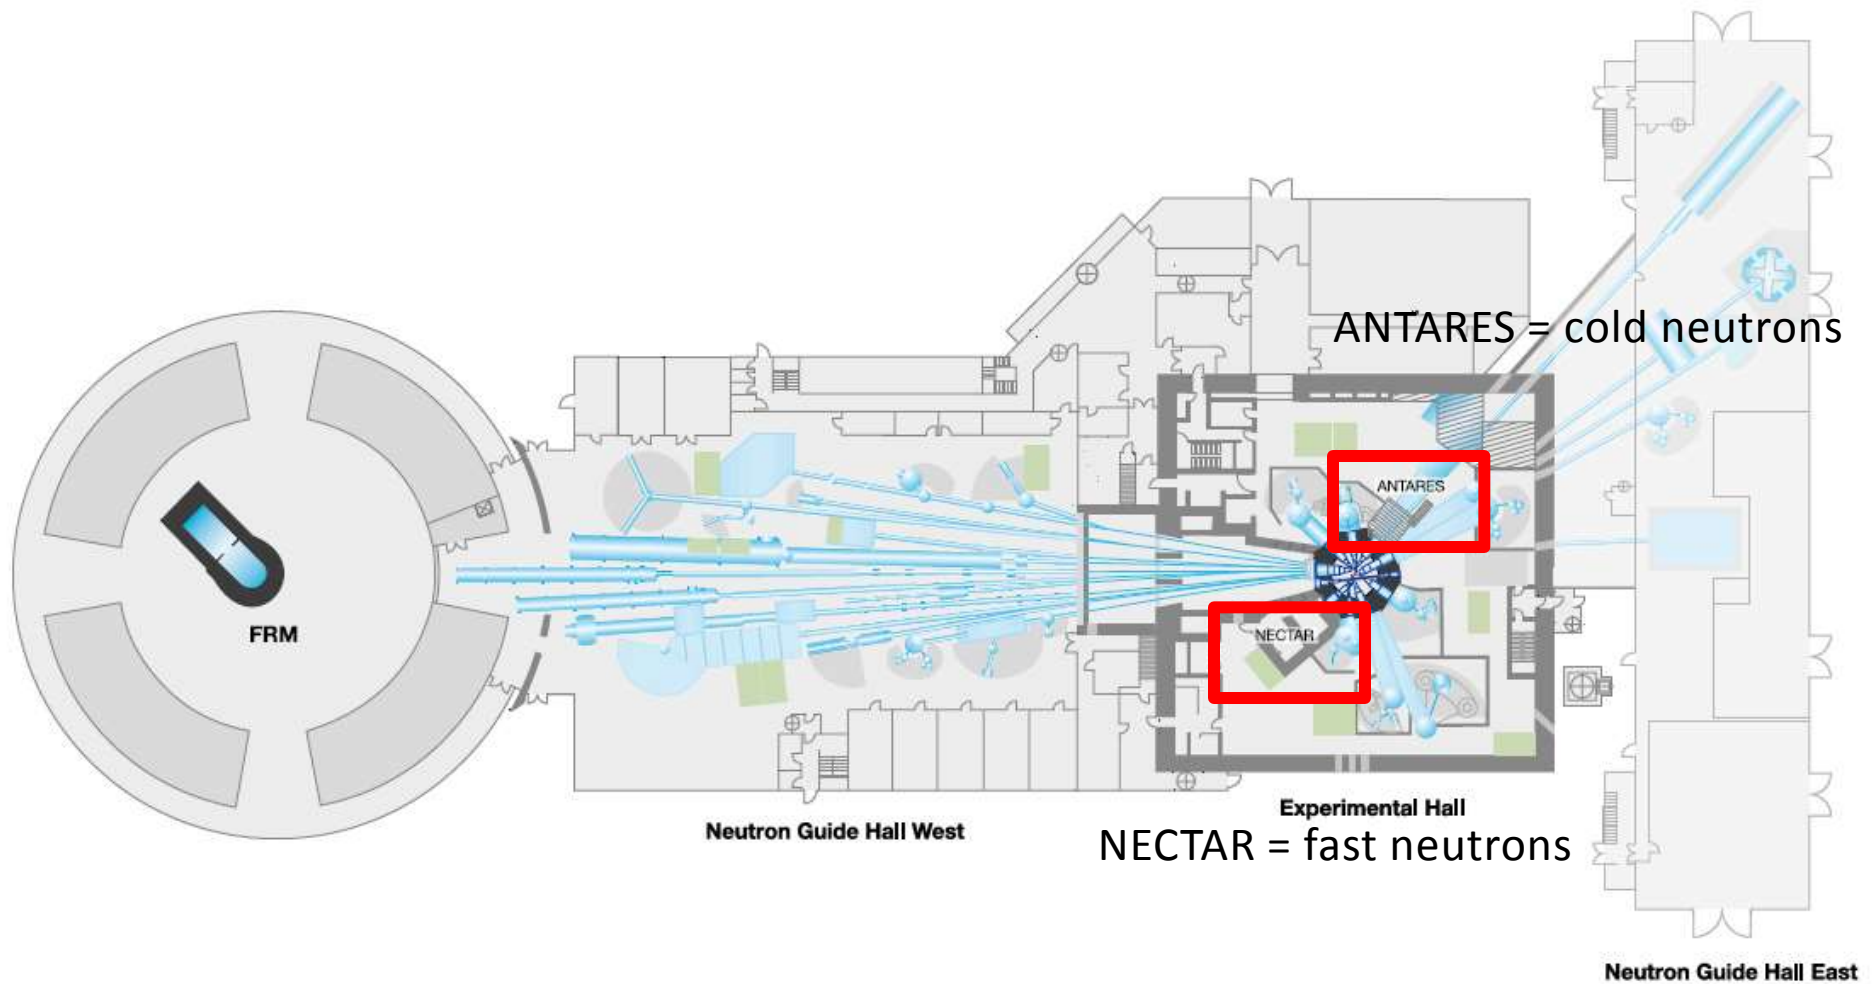 ANTARES = cold neutrons
ANTARES
FRM
NECTAR
Experimental Hall
Neutron Guide Hall West
NECTAR = fast neutrons
Neutron Guide Hall East